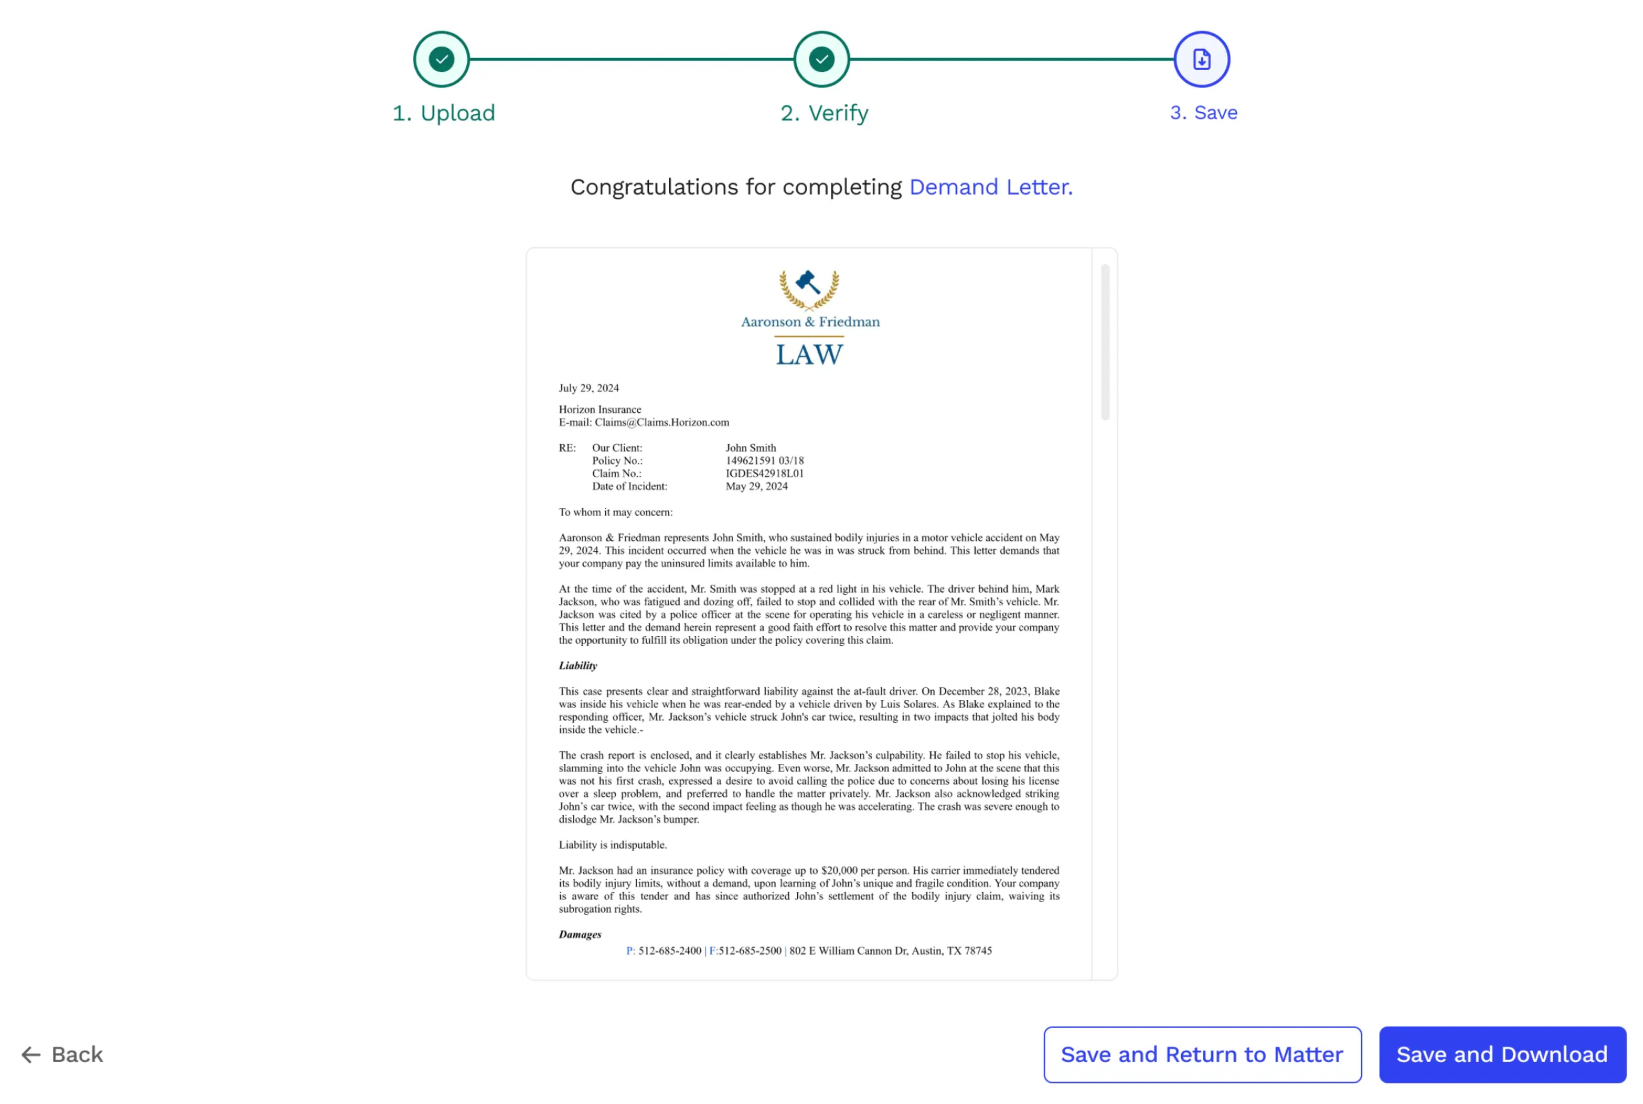 1. Upload
2. Verify
3. Save
Congratulations for completing Demand Letter.
Aaronson & Friedman
LAW
July 29, 2024
Horizon Insurance
E-mail: Claims@Claims.Horizon.com
RE: Our Client: John Smith
Policy No.: 149621591 03/18
Claim No.: IGDES42918L01
Date of Incident: May 29, 2024
To whom it may concern:
Aaronson & Friedman represents John Smith, who sustained bodily injuries in a motor vehicle accident on May
29, 2024. This incident occurred when the vehicle he was in was struck from behind. This letter demands that
your company pay the uninsured limits available to him.
At the time of the accident, Mr. Smith was stopped at a red light in his vehicle. The driver behind him, Mark
Jackson, who was fatigued and dozing off, failed to stop and collided with the rear of Mr. Smith's vehicle. Mr.
Jackson was cited by a police officer at the scene for operating his vehicle in a careless or negligent manner.
This letter and the demand herein represent a good faith effort to resolve this matter and provide your company
the opportunity to fulfill its obligation under the policy covering this claim.
Liability
This case presents clear and straightforward liability against the at-fault driver. On December 28, 2023, Blake
was inside his vehicle when he was rear-ended by a vehicle driven by Luis Solares. As Blake explained to the
responding officer, Mr. Jackson's vehicle struck John's car twice, resulting in two impacts that jolted his body
inside the vehicle.-
The crash report is enclosed, and it clearly establishes Mr. Jackson's culpability. He failed to stop his vehicle,
slamming into the vehicle John was occupying. Even worse, Mr. Jackson admitted to John at the scene that this
was not his first crash, expressed a desire to avoid calling the police due to concerns about losing his license
over a sleep problem, and preferred to handle the matter privately. Mr. Jackson also acknowledged striking
John's car twice, with the second impact feeling as though he was accelerating. The crash was severe enough to
dislodge Mr. Jackson's bumper.
Liability is indisputable.
Mr. Jackson had an insurance policy with coverage up to $20,000 per person. His carrier immediately tendered
its bodily injury limits, without a demand, upon learning of John's unique and fragile condition. Your company
is aware of this tender and has since authorized John's settlement of the bodily injury claim, waiving its
subrogation rights.
Damages
P: 512-685-2400 | F:512-685-2500 | 802 E William Cannon Dr, Austin, TX 78745
Back
Save and Return to Matter
Save and Download